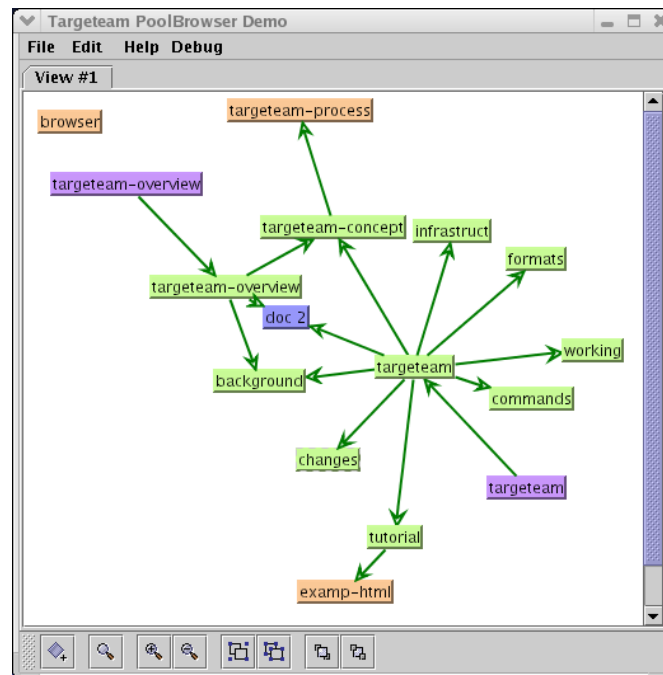 Targeteam PoolBrowser Demo
File Edit Help Debug
View #1
targeteam-process
browser
targeteam-overview
targeteam-concept
infrastruct
formats
targeteam-overview
doc 2
working
targeteam
background
commands
changes
targeteam
tutorial
examp-html